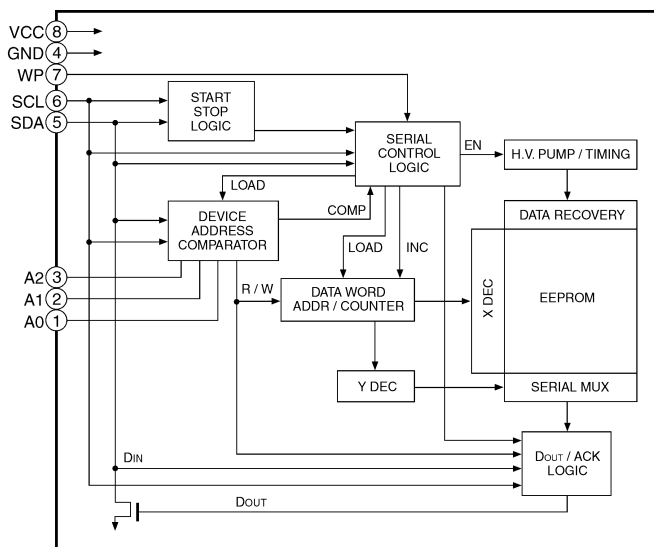 VCC 8
GND 4
WP 7
SCL 6
SDA 5
START
STOP
LOGIC
SERIAL
CONTROL
LOGIC
EN
H.V. PUMP / TIMING
LOAD
COMP
DEVICE
ADDRESS
COMPARATOR
LOAD
INC
DATA RECOVERY
A2 3
A1 2
A0 1
R / W
DATA WORD
ADDR / COUNTER
X DEC
EEPROM
Y DEC
SERIAL MUX
DIN
DOUT / ACK
LOGIC
DOUT